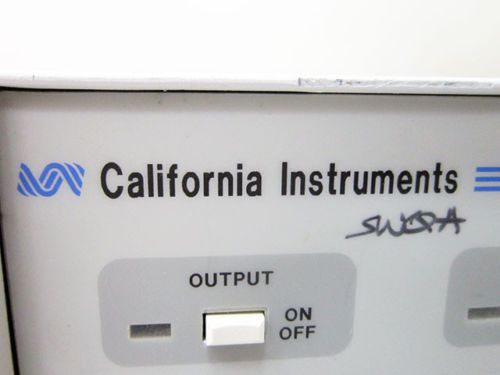 California Instruments
OUTPUT
ON
OFF